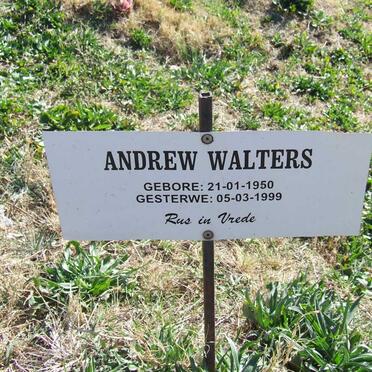 ANDREW WALTERS
GEBORE: 21-01-1950
GESTERWE: 05-03-1999
Rus in Vrede